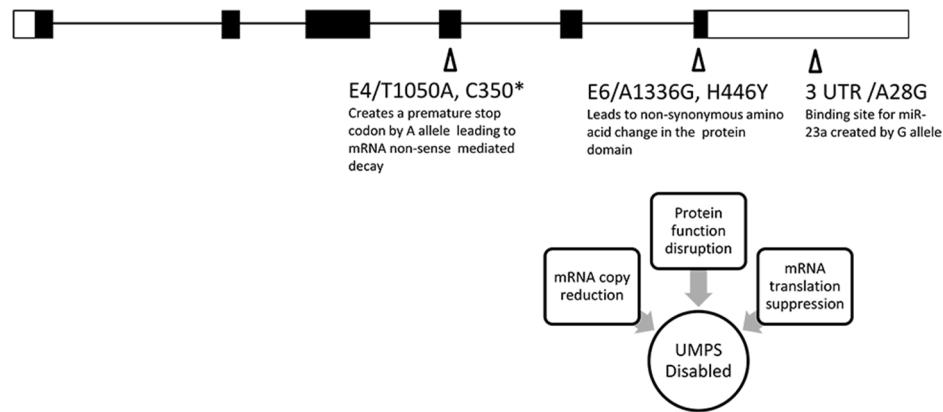 E4/T1050A, C350*
Creates a premature stop
codon by A allele leading to
mRNA non-sense mediated
decay
E6/A1336G, H446Y
Leads to non-synonymous amino
acid change in the protein
domain
3 UTR /A28G
Binding site for miR-
23a created by G allele
Protein
function
disruption
mRNA copy
reduction
mRNA
translation
suppression
UMPS
Disabled